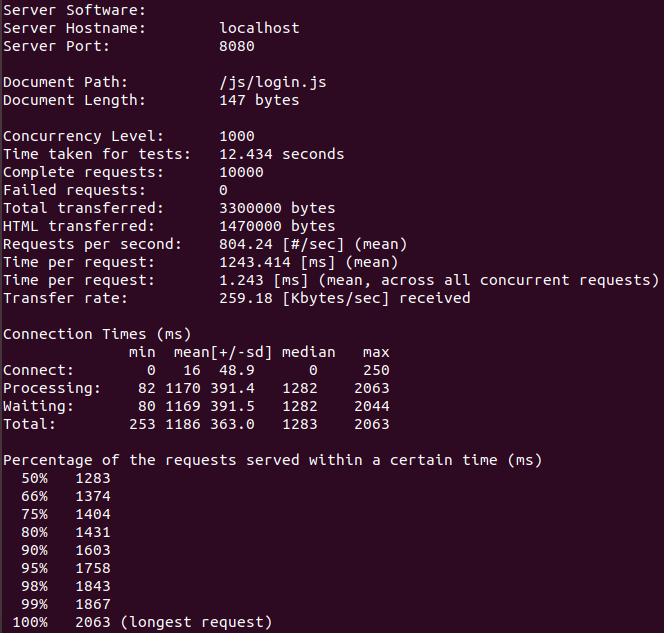 Server Software:
Server Hostname:        localhost
Server Port:            8080

Document Path:          /js/login.js
Document Length:        147 bytes

Concurrency Level:      1000
Time taken for tests:   12.434 seconds
Complete requests:      10000
Failed requests:        0
Total transferred:      3300000 bytes
HTML transferred:       1470000 bytes
Requests per second:    804.24 [#/sec] (mean)
Time per request:       1243.414 [ms] (mean)
Time per request:       1.243 [ms] (mean, across all concurrent requests)
Transfer rate:          259.18 [Kbytes/sec] received

Connection Times (ms)
              min  mean[+/-sd] median   max
Connect:        0   16  48.9      0     250
Processing:    82 1170 391.4   1282    2063
Waiting:       80 1169 391.5   1282    2044
Total:        253 1186 363.0   1283    2063

Percentage of the requests served within a certain time (ms)
  50%   1283
  66%   1374
  75%   1404
  80%   1431
  90%   1603
  95%   1758
  98%   1843
  99%   1867
 100%   2063 (longest request)